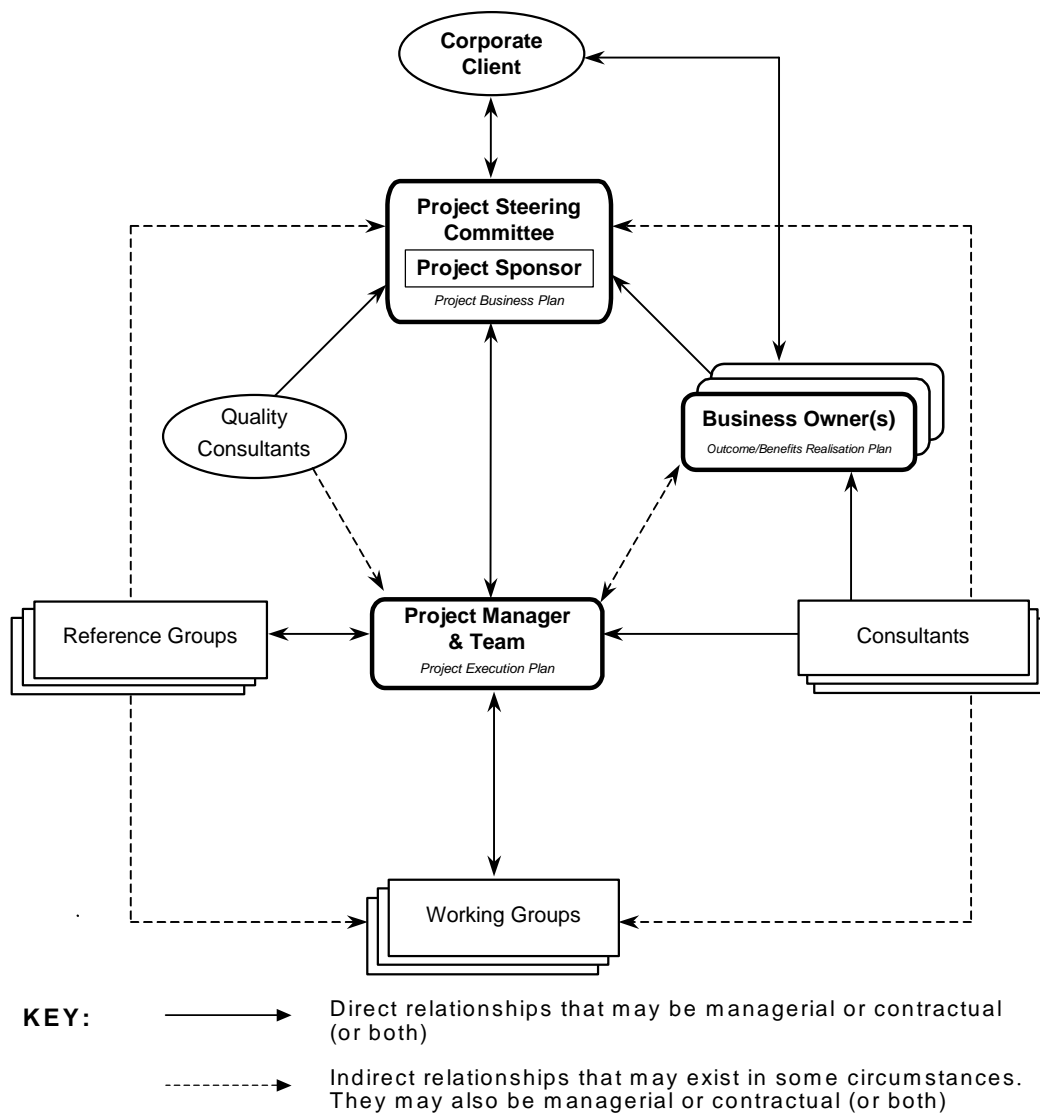 Corporate
Client
Project Steering
Committee
Project Sponsor
Project Business Plan
Quality
Consultants
Business Owner(s)
Outcome/Benefits Realisation Plan
Reference Groups
Project Manager
& Team
Project Execution Plan
Consultants
Working Groups
.
KEY:
Direct relationships that may be managerial or contractual
(or both)
Indirect relationships that may exist in some circumstances.
They may also be managerial or contractual (or both)